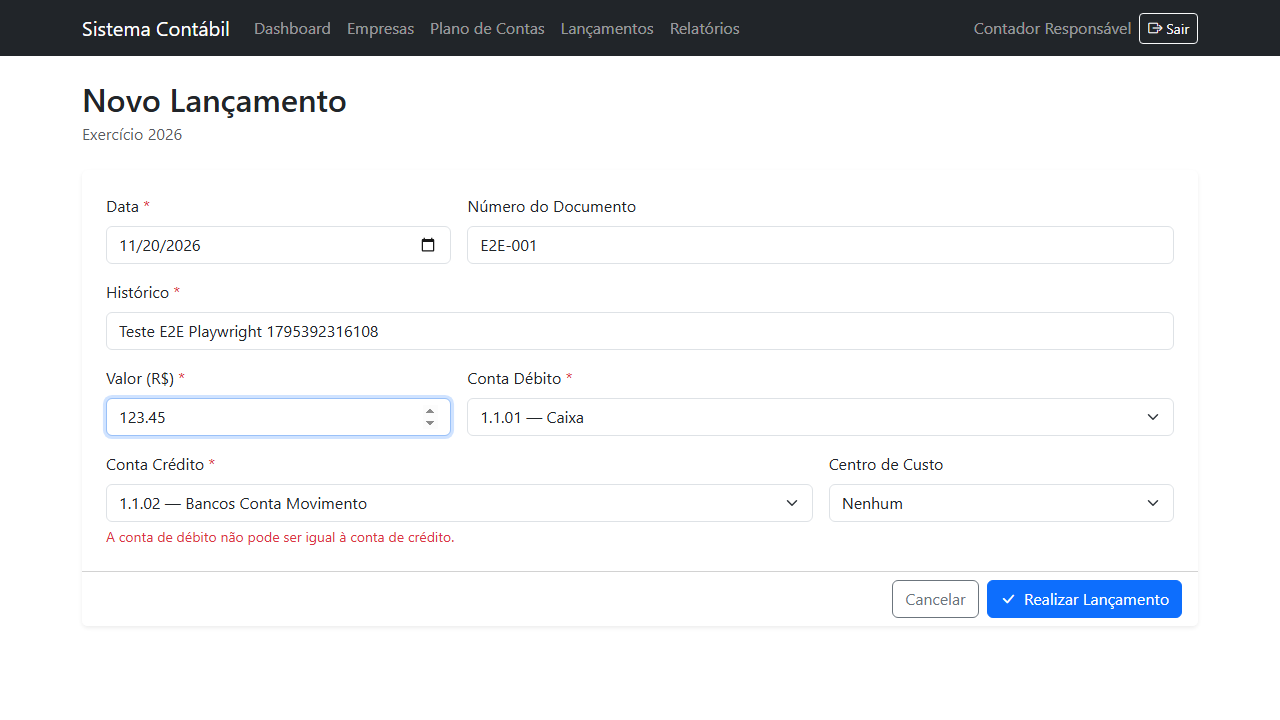 Sistema Contábil Dashboard Empresas Plano de Contas Lançamentos Relatórios Contador Responsável Sair
Novo Lançamento
Exercício 2026
Data * Número do Documento
11/20/2026 E2E-001
Histórico *
Teste E2E Playwright 1795392316108
Valor (R$) * Conta Débito *
123.45 1.1.01 — Caixa
Conta Crédito * Centro de Custo
1.1.02 — Bancos Conta Movimento Nenhum
A conta de débito não pode ser igual à conta de crédito.
Cancelar Realizar Lançamento